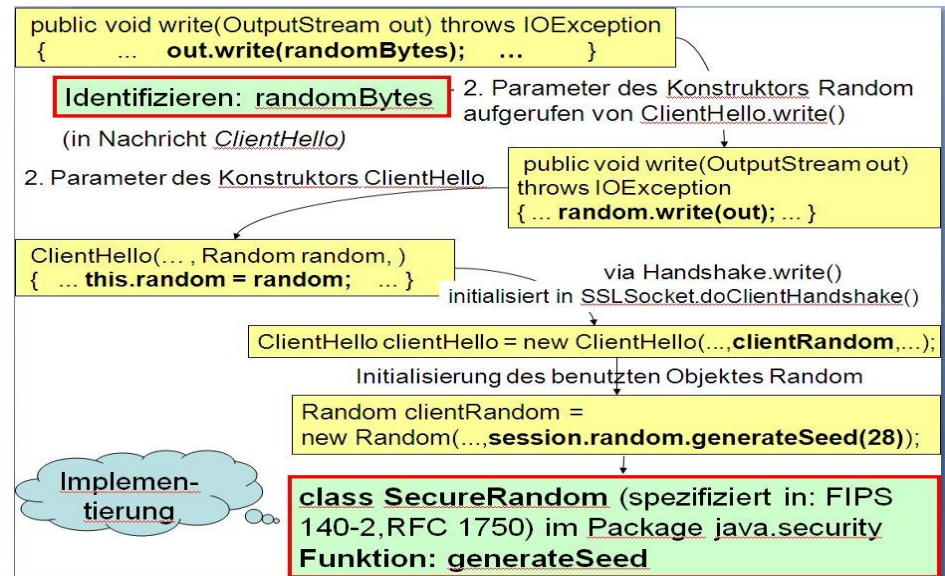 public void write(OutputStream out) throws IOException
{ ... out.write(randomBytes); ... }
Identifizieren: randomBytes
(in Nachricht ClientHello)
2. Parameter des Konstruktors Random
aufgerufen von ClientHello.write()
public void write(OutputStream out)
throws IOException
{ ... random.write(out); ... }
2. Parameter des Konstruktors ClientHello
ClientHello(... , Random random, )
{ ... this.random = random; ... }
via Handshake.write()
initialisiert in SSLSocket.doClientHandshake()
ClientHello clientHello = new ClientHello(...,clientRandom,...);
Initialisierung des benutzten Objektes Random
Random clientRandom =
new Random(...,session.random.generateSeed(28));
Implemen-
tierung
class SecureRandom (spezifiziert in: FIPS
140-2,RFC 1750) im Package java.security
Funktion: generateSeed